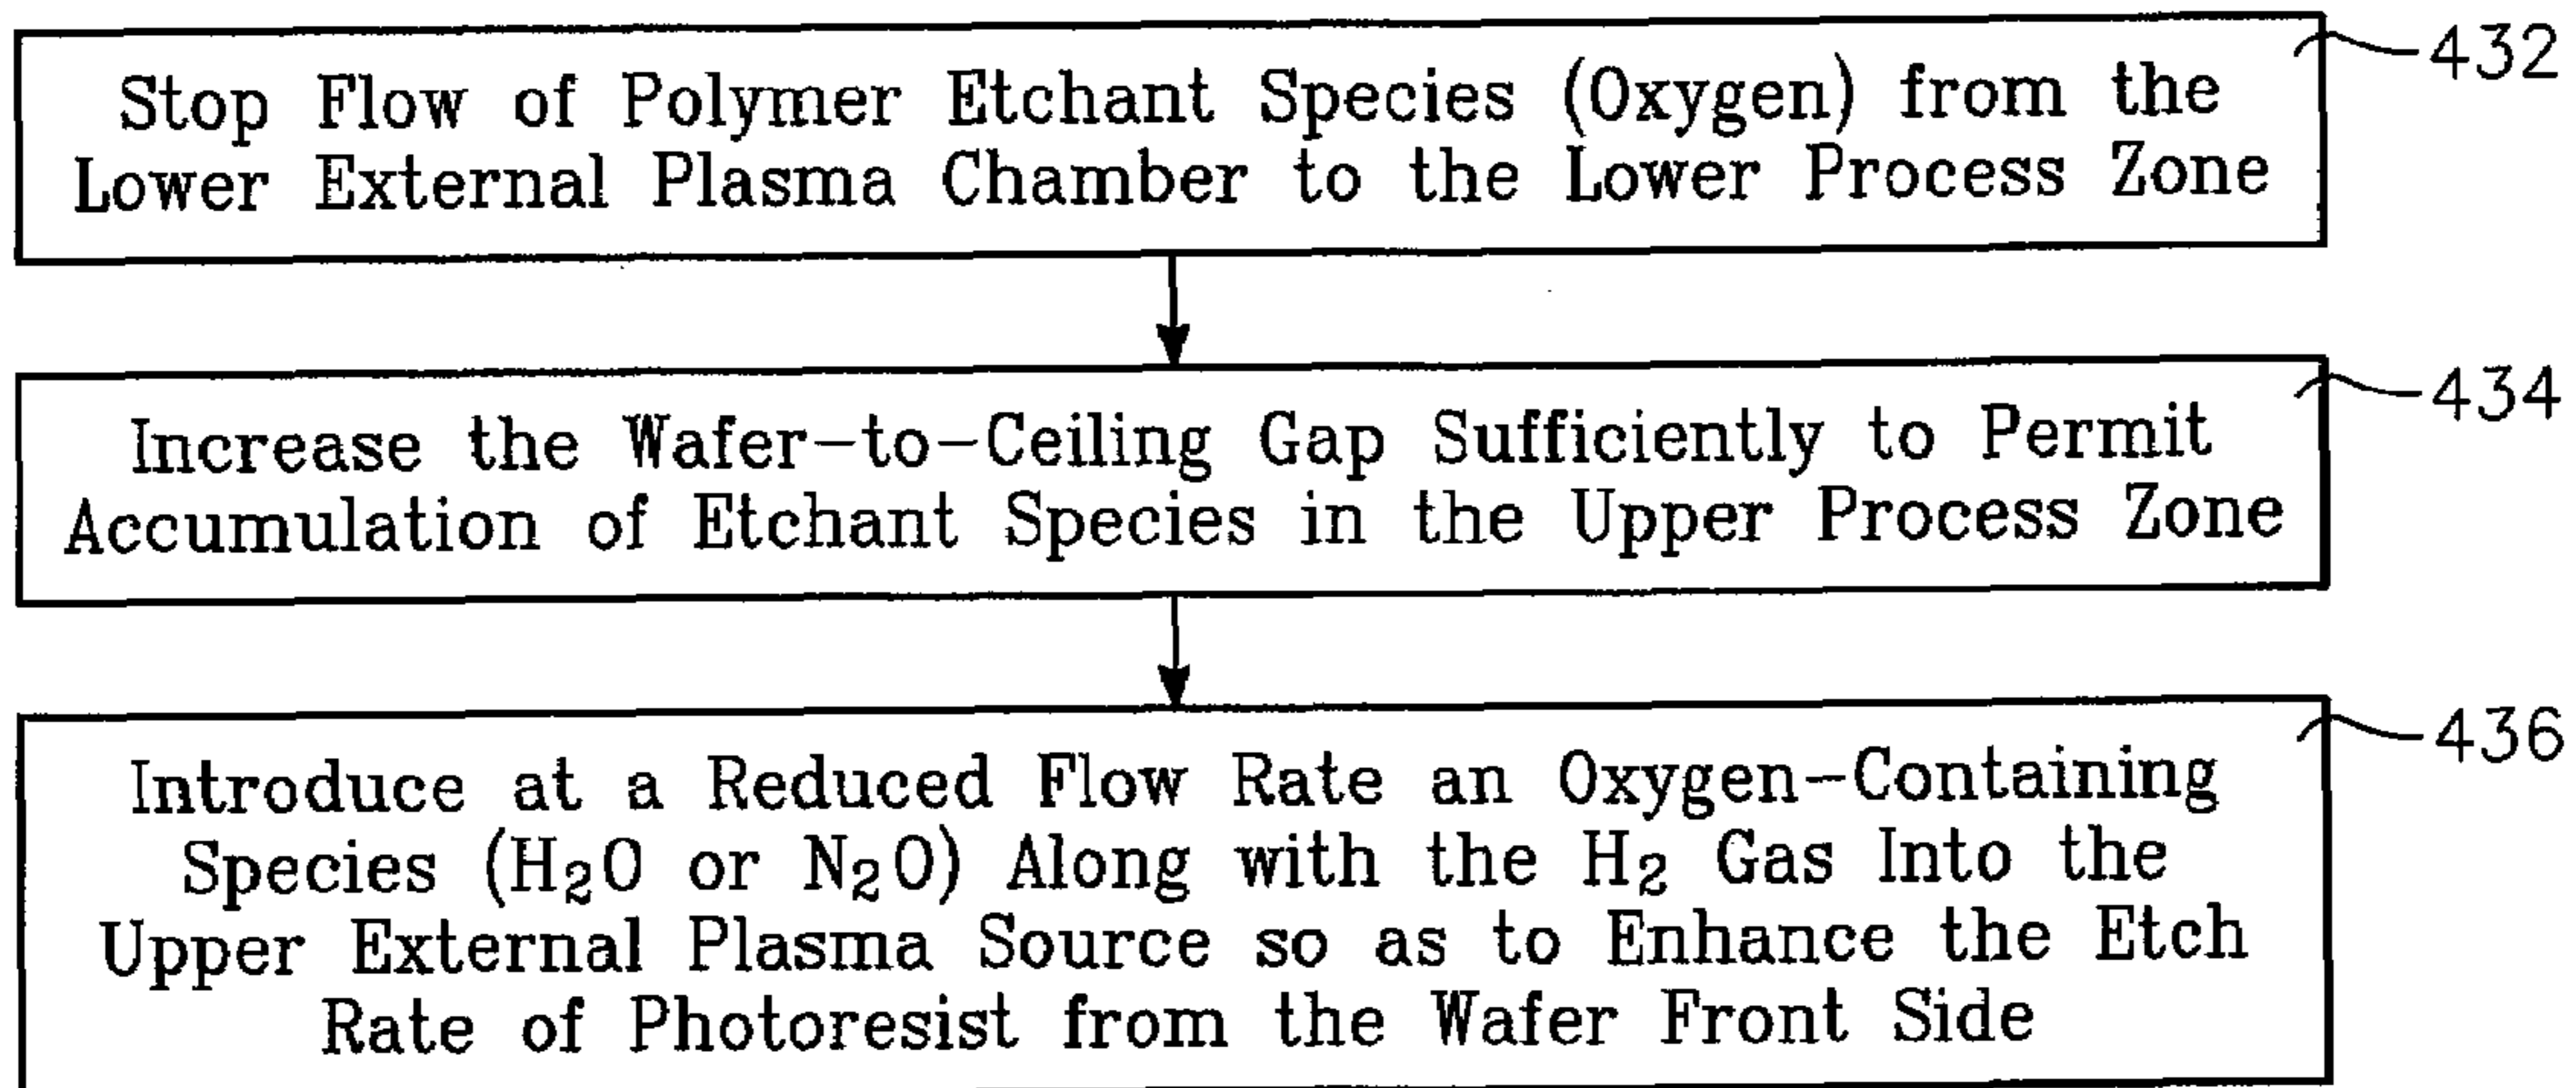 Stop Flow of Polymer Etchant Species (Oxygen) from the
Lower External Plasma Chamber to the Lower Process Zone
432
Increase the Wafer-to-Ceiling Gap Sufficiently to Permit
Accumulation of Etchant Species in the Upper Process Zone
434
Introduce at a Reduced Flow Rate an Oxygen-Containing
Species (H₂O or N₂O) Along with the H₂ Gas Into the
Upper External Plasma Source so as to Enhance the Etch
Rate of Photoresist from the Wafer Front Side
436